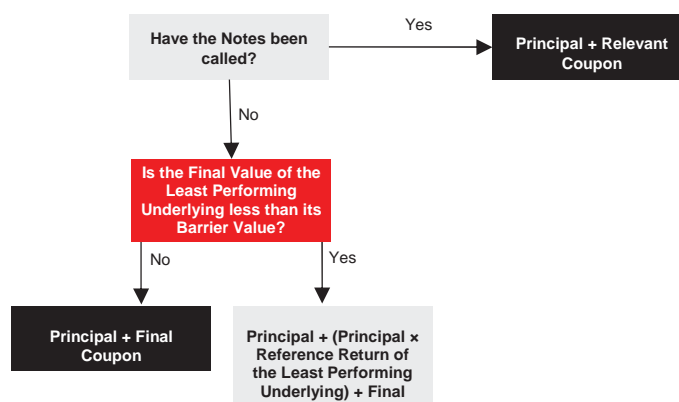 Have the Notes been
called?
Yes
Principal + Relevant
Coupon
No
Is the Final Value of the
Least Performing
Underlying less than its
Barrier Value?
No
Yes
Principal + Final
Coupon
Principal + (Principal ×
Reference Return of
the Least Performing
Underlying) + Final